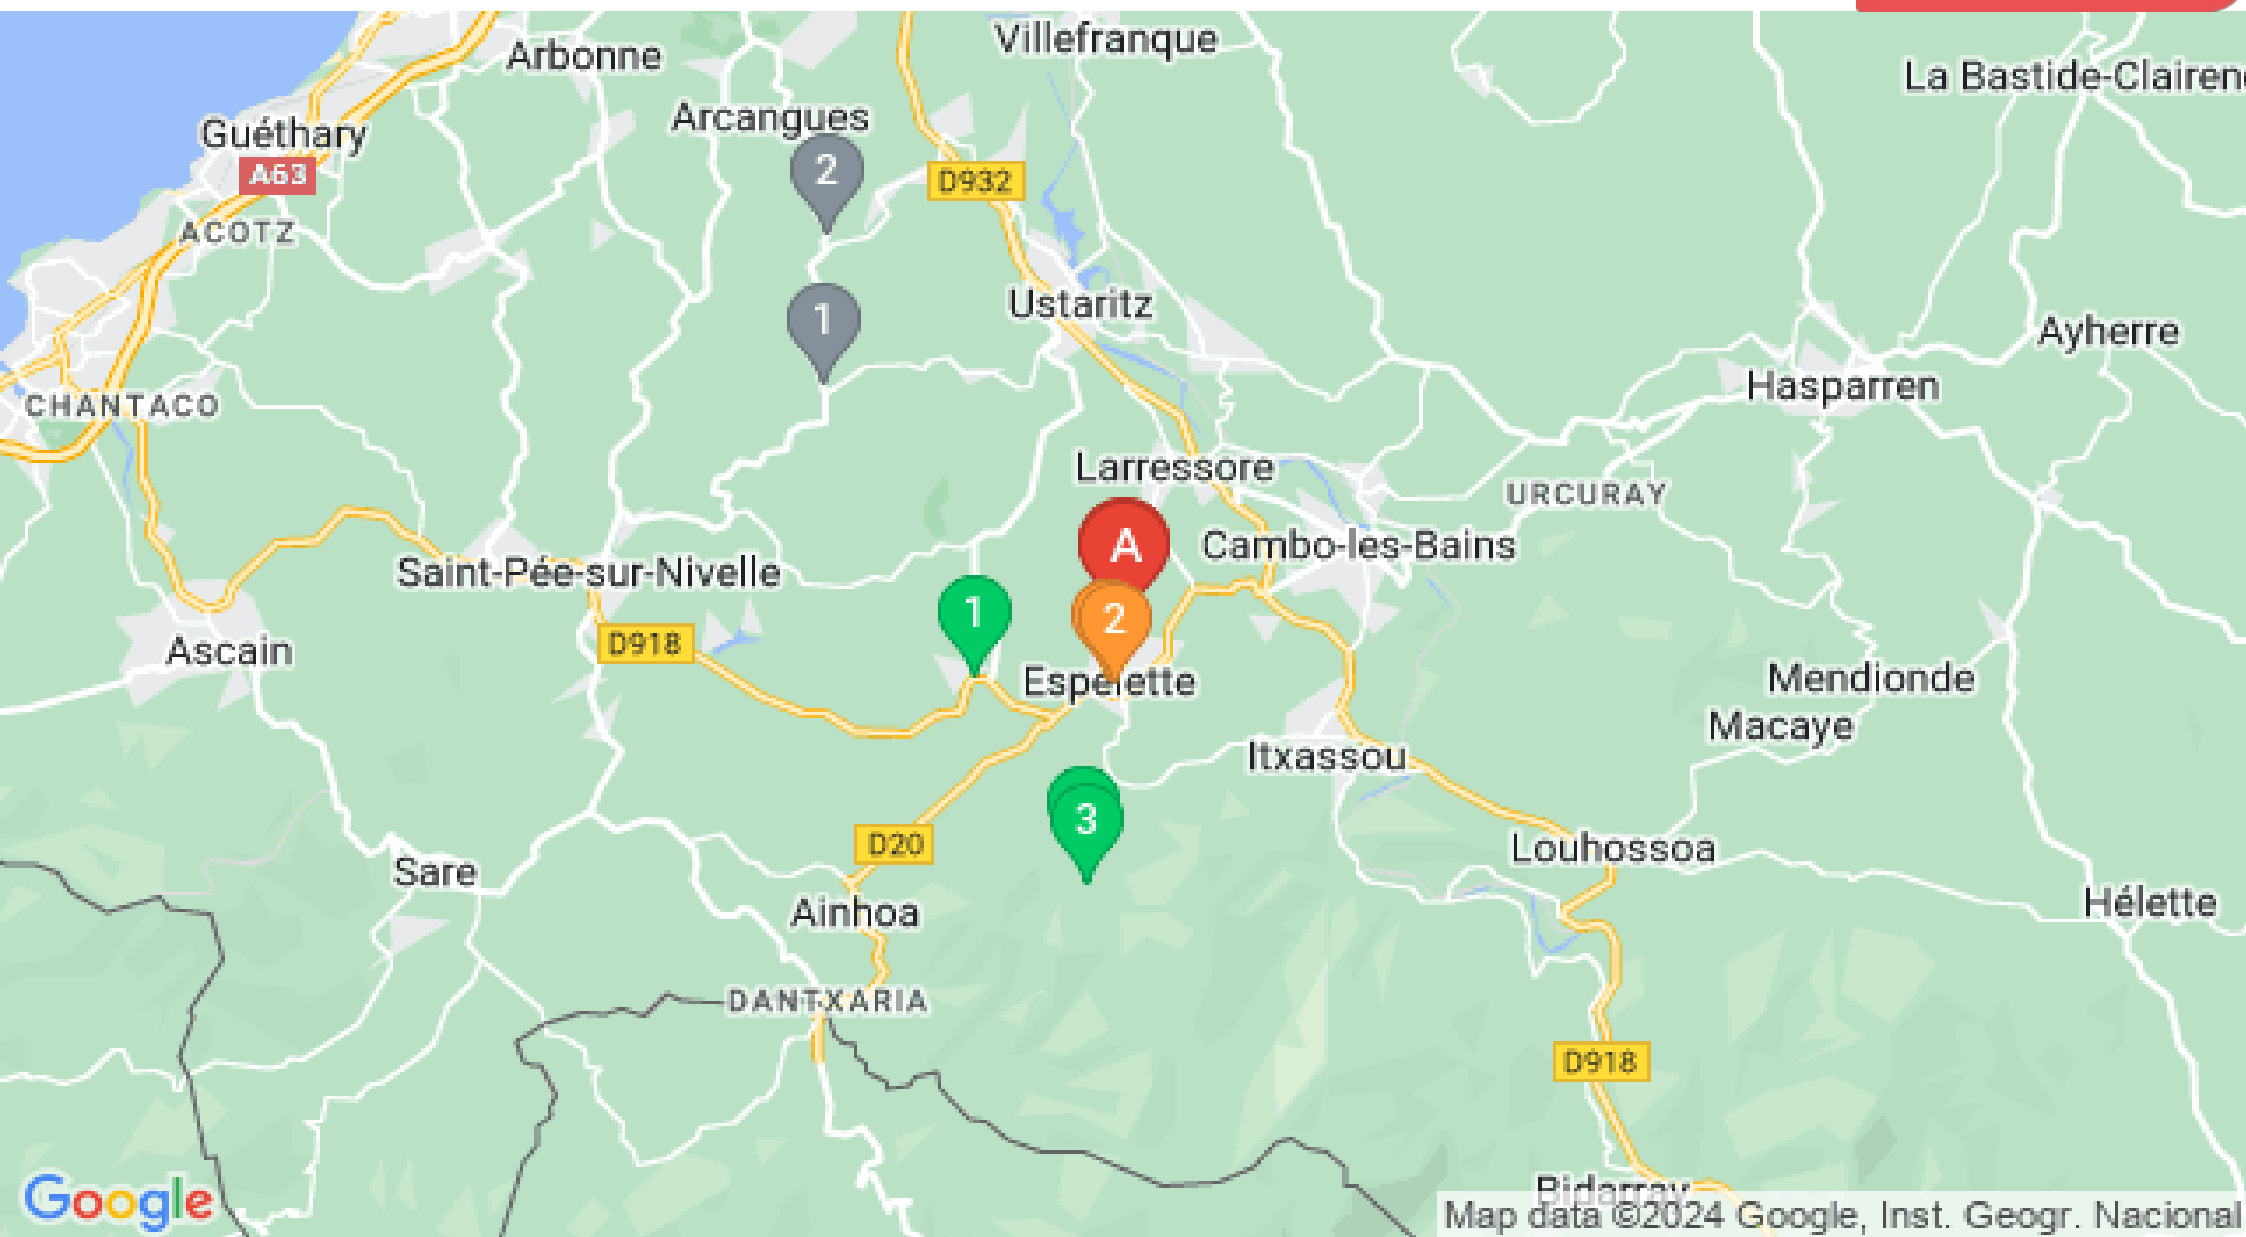 Villefranque
Arbonne
La Bastide-Clairen
Arcangues
Guéthary
A63
2
D932
ACOTZ
1
Ustaritz
Ayherre
Hasparren
CHANTACO
Larressore
URCURAY
A
Cambo-les-Bains
Saint-Pée-sur-Nivelle
1
2
D918
Ascain
Espelette
Mendionde
Macaye
Itxassou
3
D20
Louhossoa
Sare
Ainhoa
Hélette
DANTXARIA
D918
Bidarray
Google
Map data ©2024 Google, Inst. Geogr. Nacional